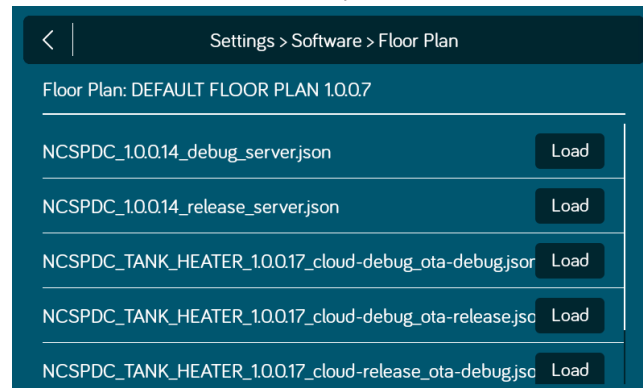 Settings > Software > Floor Plan
Floor Plan: DEFAULT FLOOR PLAN 1.0.0.7
NCSPDC_1.0.0.14_debug_server.json Load
NCSPDC_1.0.0.14_release_server.json Load
NCSPDC_TANK_HEATER_1.0.0.17_cloud-debug_ota-debug.jsor Load
NCSPDC_TANK_HEATER_1.0.0.17_cloud-debug_ota-release.jsc Load
NCSPDC_TANK_HEATER_1.0.0.17_cloud-release_ota-debug.jsc Load